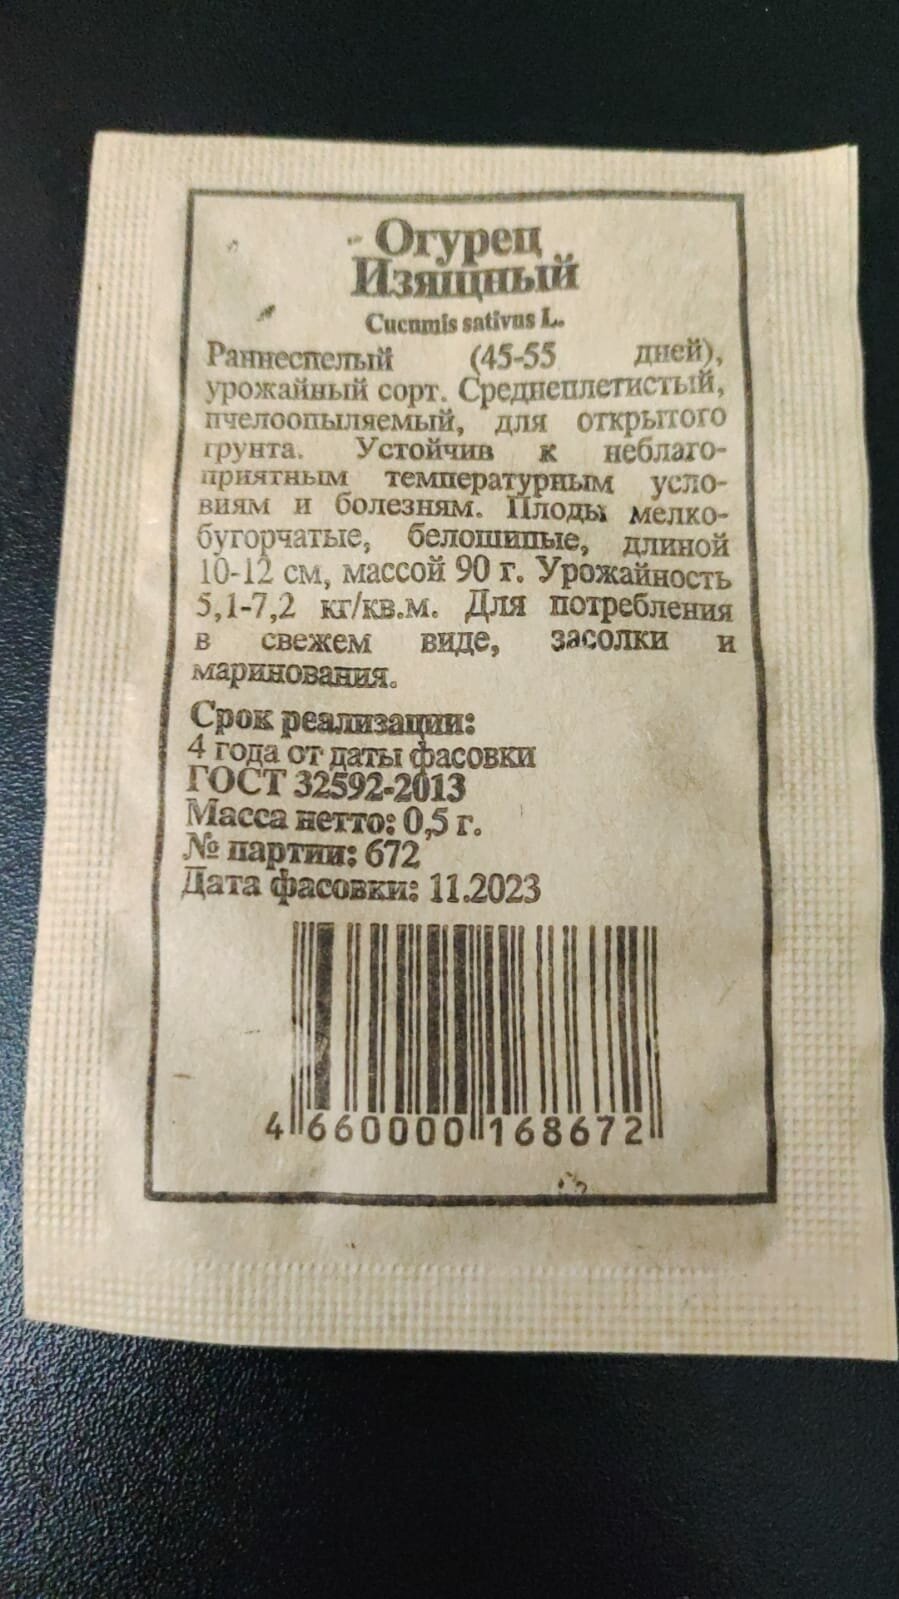 Огурец
Изящный
Cucumis sativus L.
Раннеспелый (45-55 дней),
урожайный сорт. Среднеплетистый,
пчелоопыляемый, для открытого
грунта. Устойчив к неблаго-
приятным температурным усло-
виям и болезням. Плоды мелко-
бугорчатые, белошипые, длиной
10-12 см, массой 90 г. Урожайность
5,1-7,2 кг/кв.м. Для потребления
в свежем виде, засолки и
маринования.
Срок реализации:
4 года от даты фасовки
ГОСТ 32592-2013
Масса нетто: 0,5 г.
№ партии: 672
Дата фасовки: 11.2023
4 660000 168672